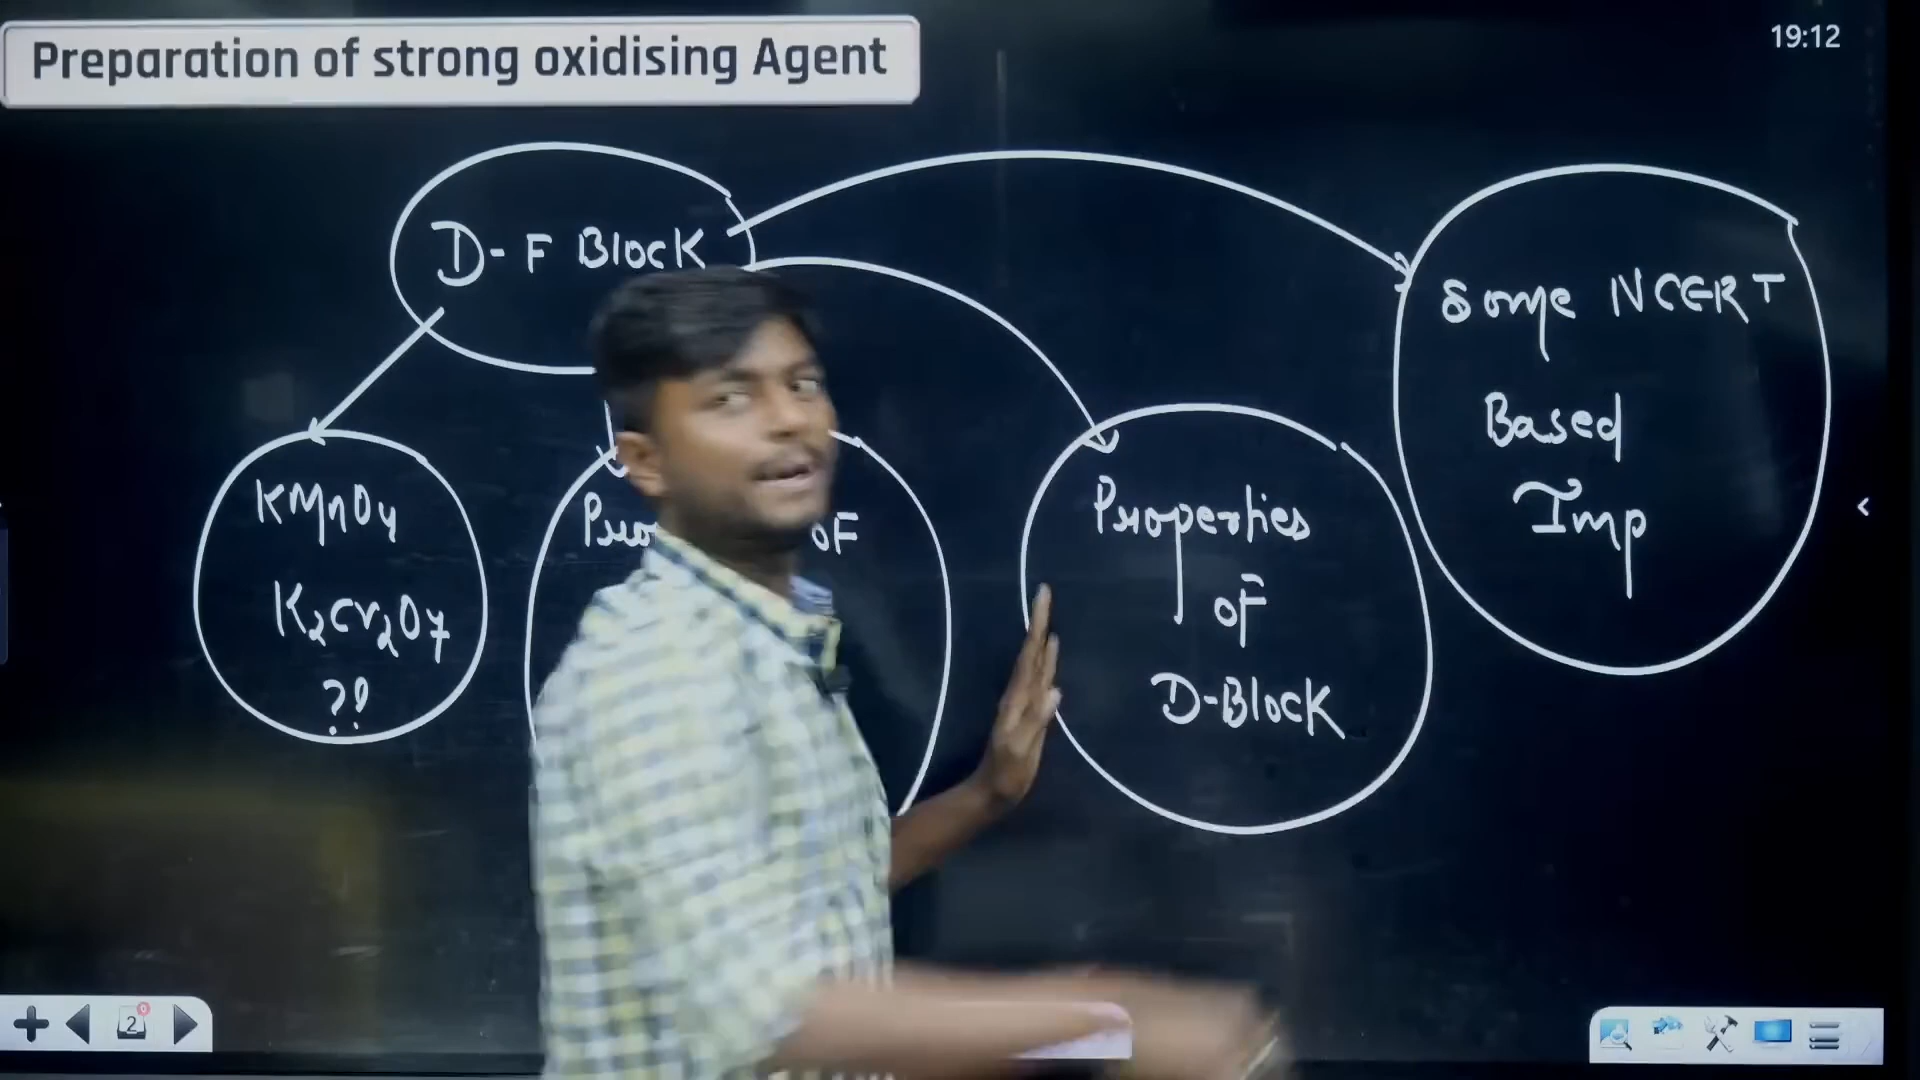 Preparation of strong oxidising Agent
19:12
D-F Block
KMnO4
K2Cr2O7
??
OF
Properties
OF
D-Block
Some NCERT
Based
Imp
2